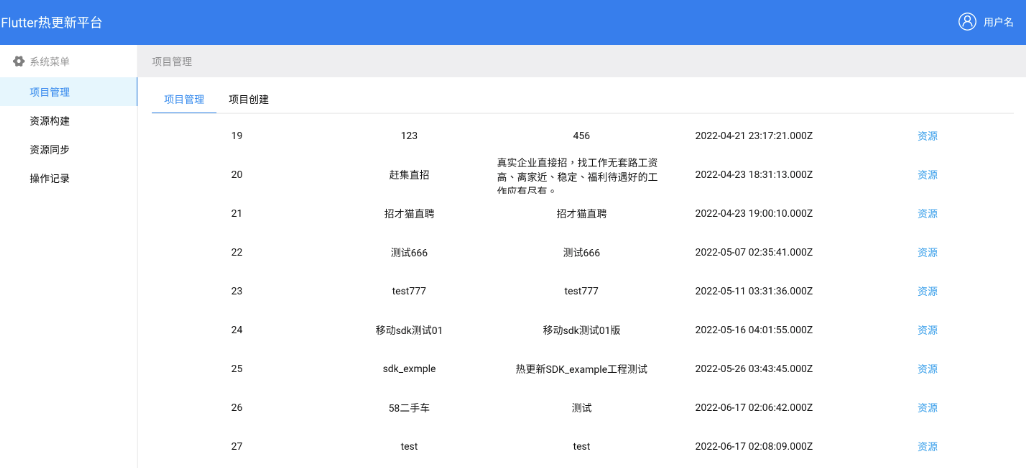 Flutter热更新平台
用户名
系统菜单
项目管理
资源构建
资源同步
操作记录
项目管理
项目管理 项目创建
19 123 456 2022-04-21 23:17:21.000Z 资源
20 赶集直招 真实企业直接招，找工作无套路工资
高、离家近、稳定、福利待遇好的工
作应有尽有。 2022-04-23 18:31:13.000Z 资源
21 招才猫直聘 招才猫直聘 2022-04-23 19:00:10.000Z 资源
22 测试666 测试666 2022-05-07 02:35:41.000Z 资源
23 test777 test777 2022-05-11 03:31:36.000Z 资源
24 移动sdk测试01 移动sdk测试01版 2022-05-16 04:01:55.000Z 资源
25 sdk_exmple 热更新SDK_example工程测试 2022-05-26 03:43:45.000Z 资源
26 58二手车 测试 2022-06-17 02:06:42.000Z 资源
27 test test 2022-06-17 02:08:09.000Z 资源